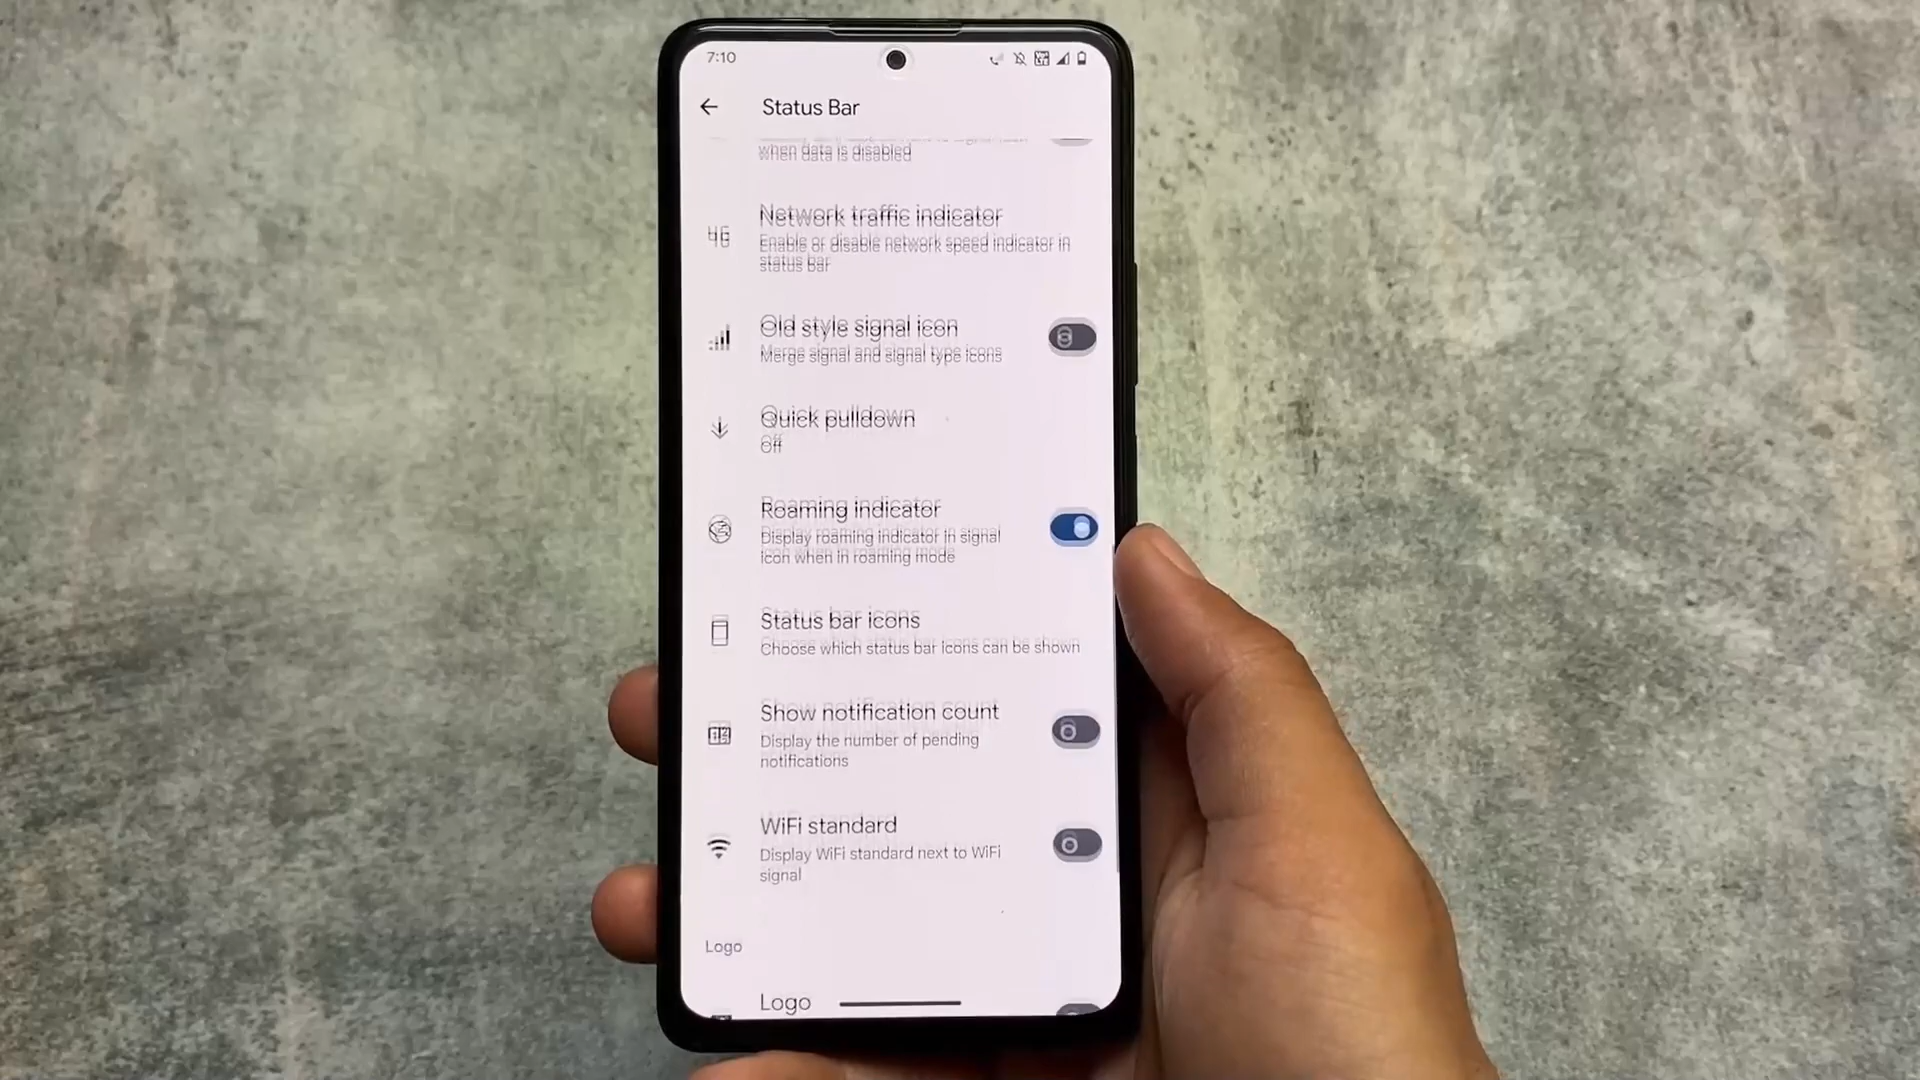 7:10
Status Bar
when data is disabled
4G
Network traffic indicator
Enable or disable network speed indicator in
status bar
Old style signal icon
Merge signal and signal type icons
Quick pulldown
Off
Roaming indicator
Display roaming indicator in signal
icon when in roaming mode
Status bar icons
Choose which status bar icons can be shown
Show notification count
Display the number of pending
notifications
WiFi standard
Display WiFi standard next to WiFi
signal
Logo
Logo